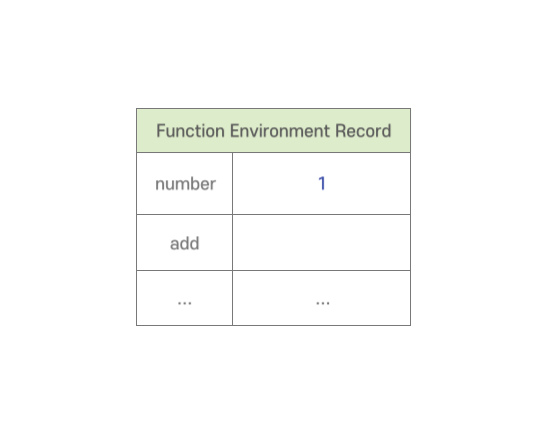 Function Environment Record
number 1
add
... ...